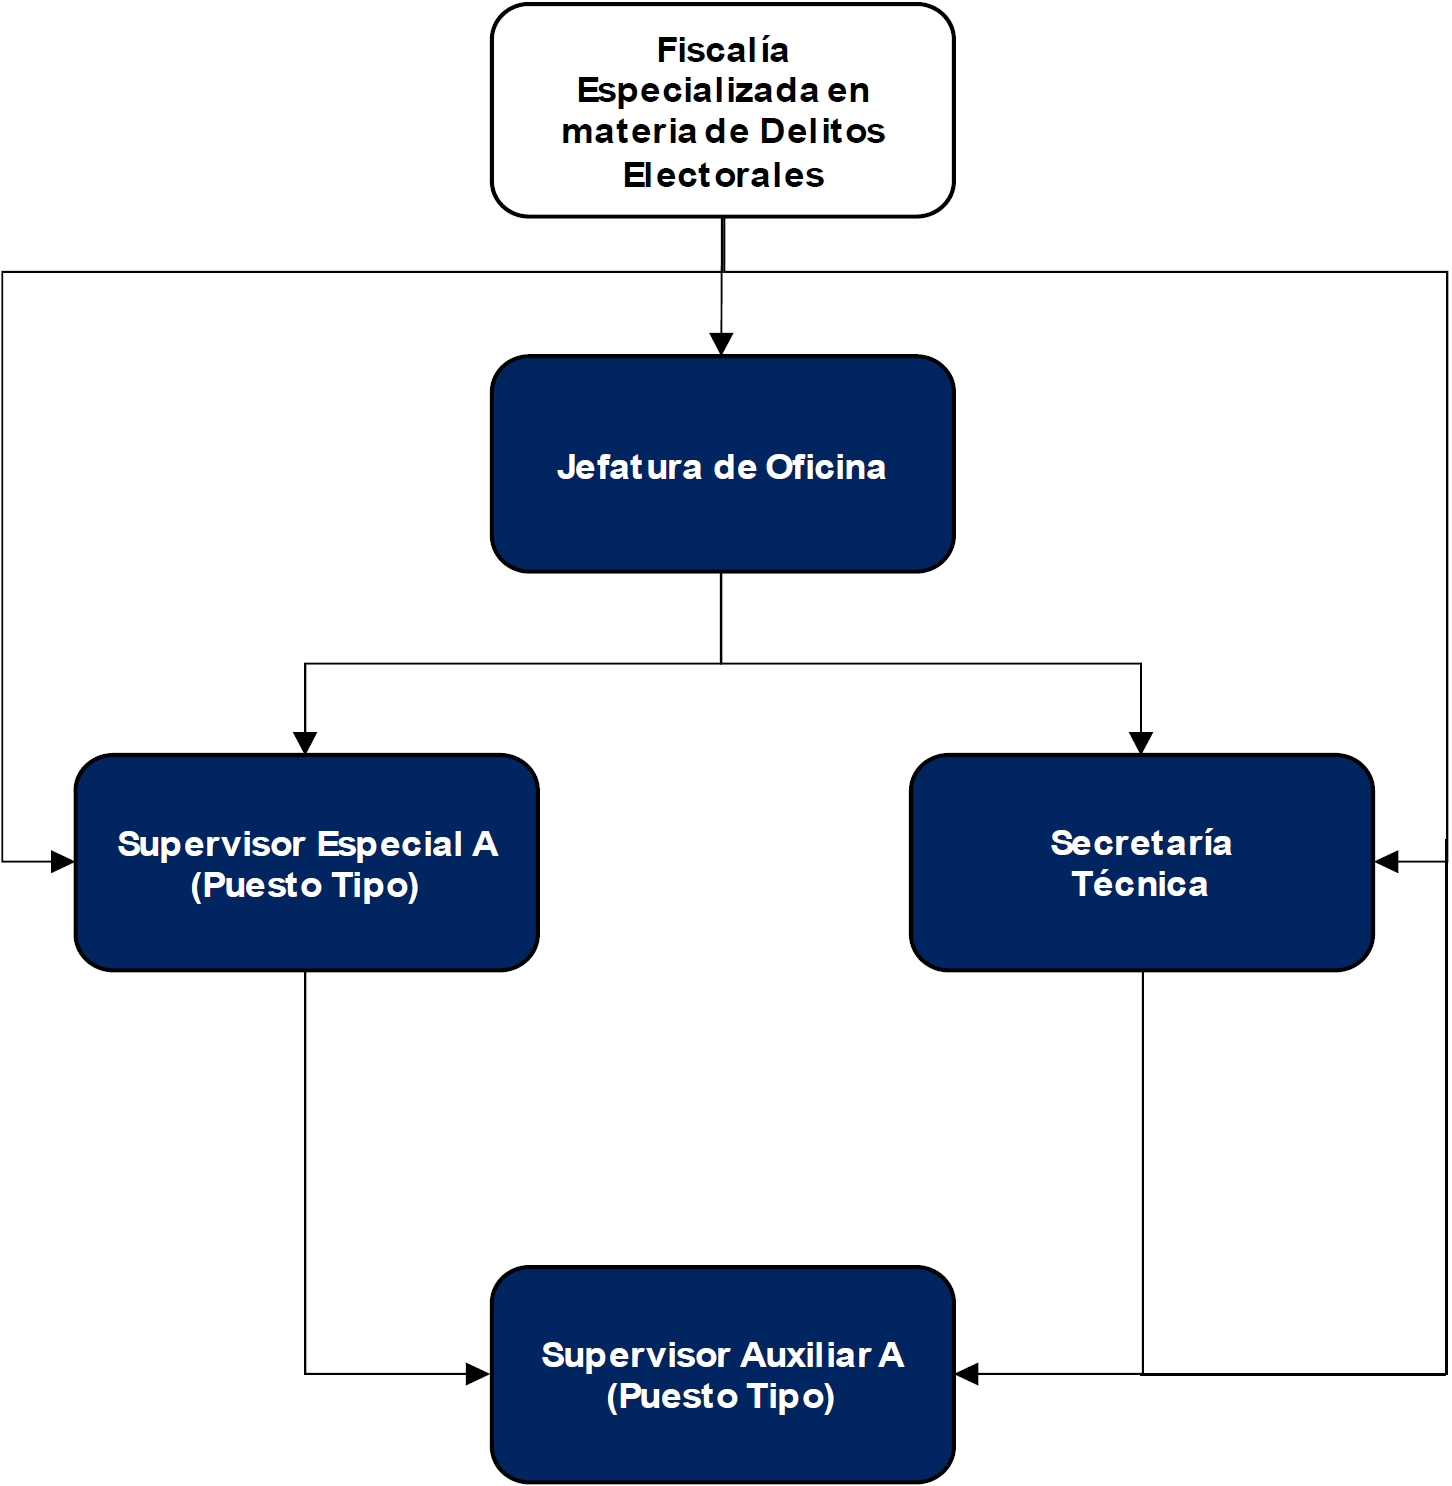 Fiscalía
Especializada en
materia de Delitos
Electorales
Jefatura de Oficina
Supervisor Especial A
(Puesto Tipo)
Secretaría
Técnica
Supervisor Auxiliar A
(Puesto Tipo)